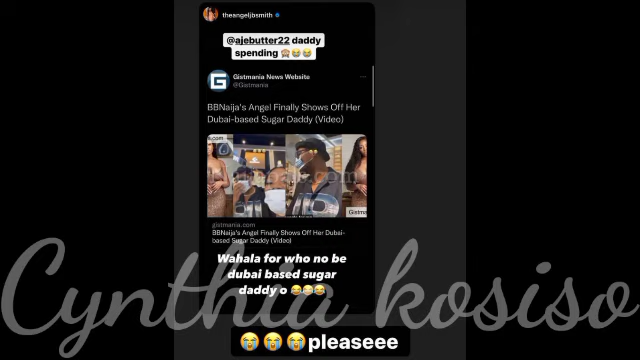 theangeljbsmith
@ajebutter22 daddy
spending 🙈😂😂
Gistmania News Website
@Gistmania
BBNaija's Angel Finally Shows Off Her
Dubai-based Sugar Daddy (Video)
.com
Gistma
gistmania.com
BBNaija's Angel Finally Shows Off Her Dubai-
based Sugar Daddy (Video)
Wahala for who no be
dubai based sugar
daddy o 😂😂😂
Cynthia kosiso
😭😭😭pleaseee